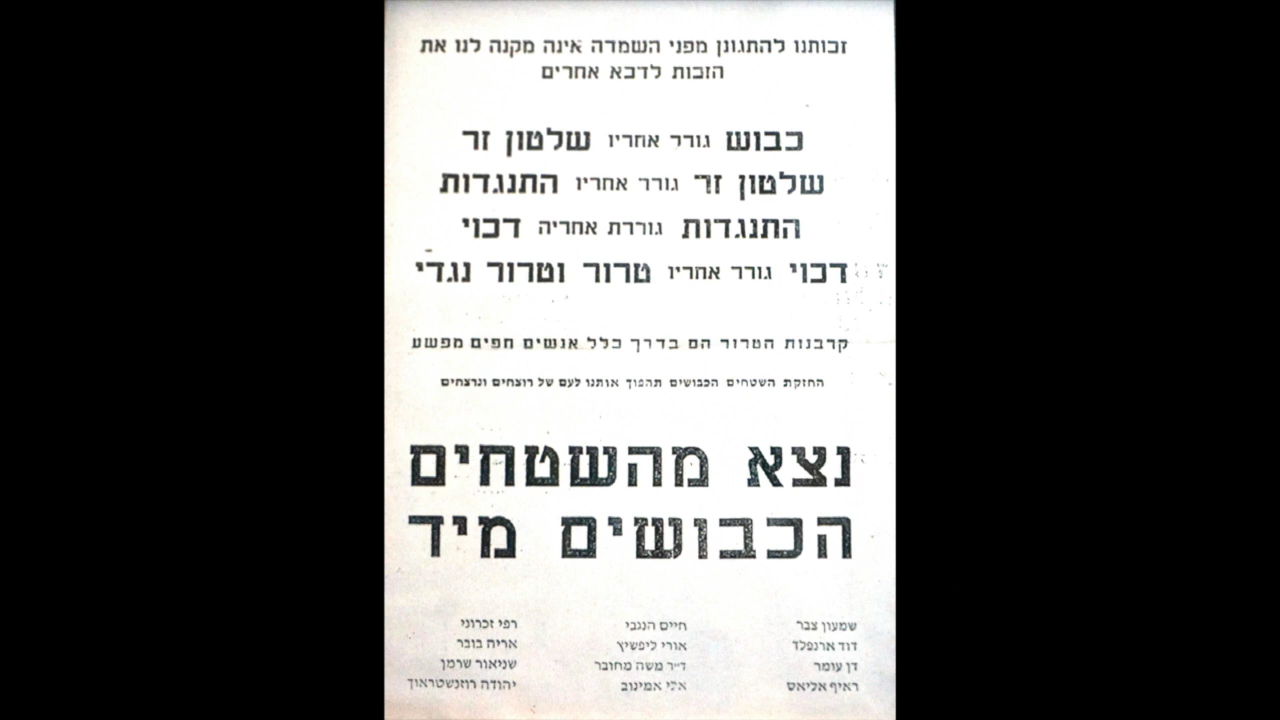 זכותנו להתגונן מפני השמדה אינה מקנה לנו את
הזכות לדכא אחרים
כבוש גורר אחריו שלטון זר
שלטון זר גורר אחריו התנגדות
התנגדות גוררת אחריה דכוי
דכוי גורר אחריו טרור וטרור נגדי
קרבנות הטרור הם בדרך כלל אנשים חפים מפשע
החזקת השטחים הכבושים תהפוך אותנו לעם של רוצחים ונרצחים
נצא מהשטחים
הכבושים מיד
שמעון צבר
דוד ארנפלד
דן עומר
ראיף אליאס
חיים הנגבי
אורי ליפשיץ
ד״ר משה מחובר
אלי אמינוב
רפי זכרוני
אריה בובר
שניאור שרמן
יהודה רוזנשטראוך